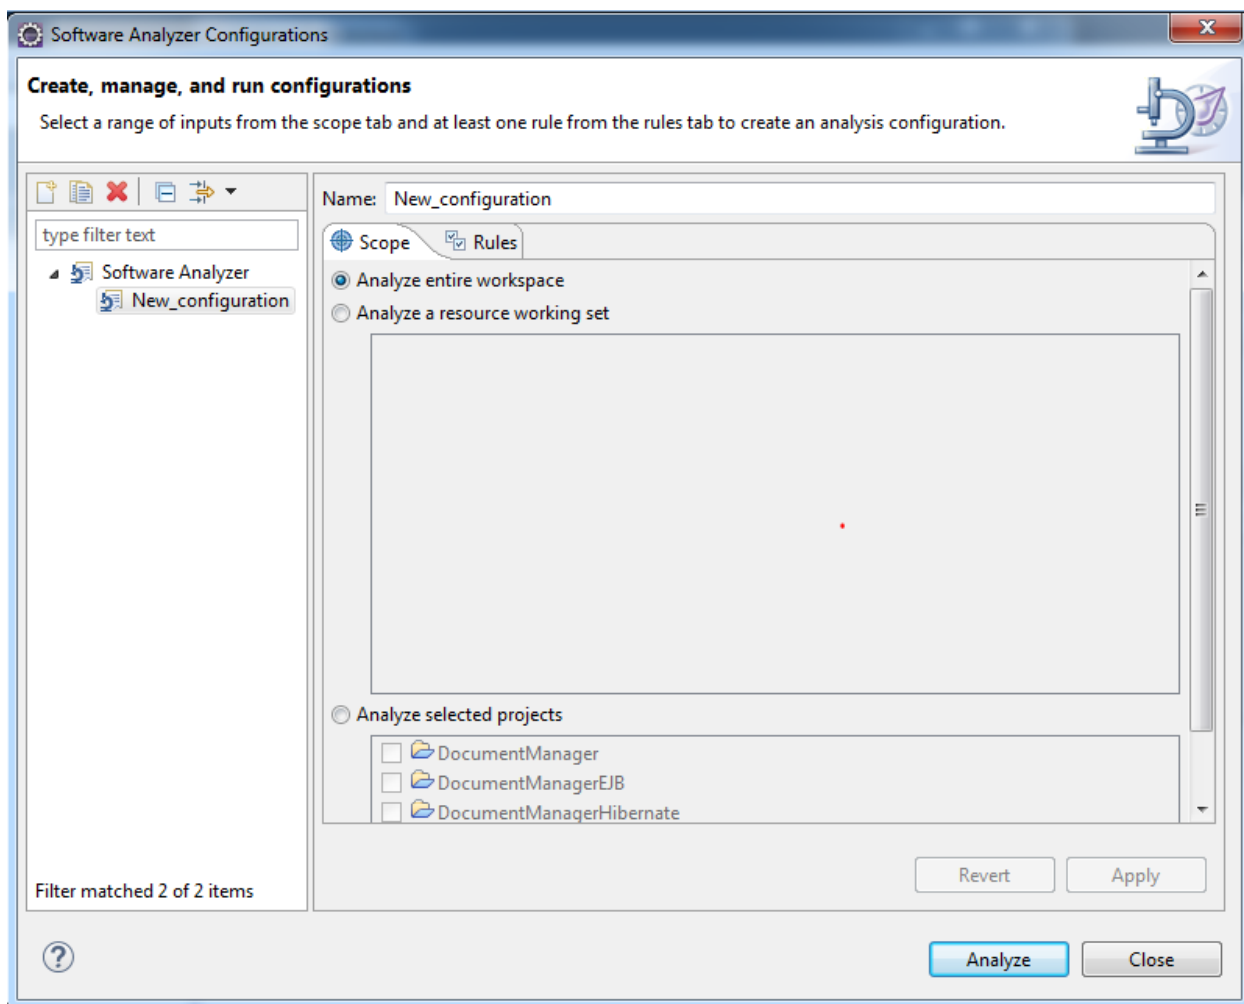 Software Analyzer Configurations
X
Create, manage, and run configurations
Select a range of inputs from the scope tab and at least one rule from the rules tab to create an analysis configuration.
Name: New_configuration
type filter text
Scope Rules
Software Analyzer
New_configuration
Analyze entire workspace
Analyze a resource working set
Analyze selected projects
DocumentManager
DocumentManagerEJB
DocumentManagerHibernate
Filter matched 2 of 2 items
Revert Apply
?
Analyze Close